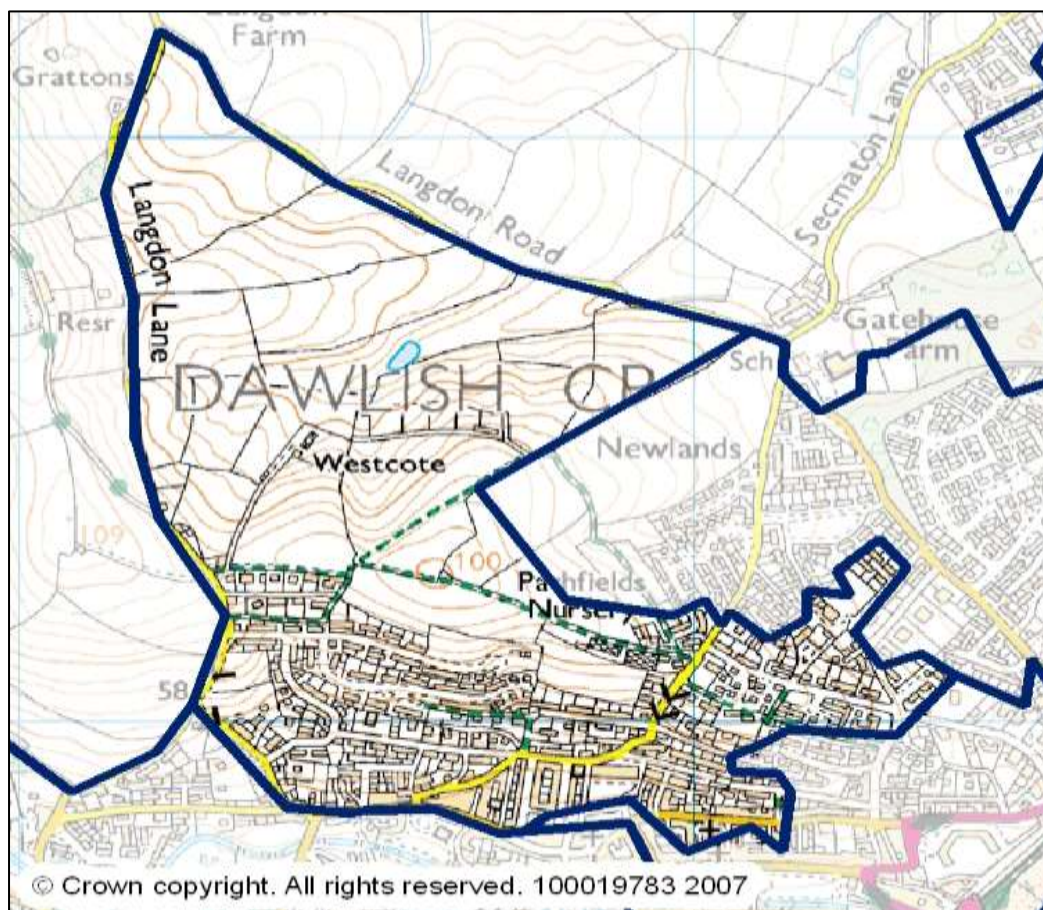 Langdon
Farm
Grattons
Langdon Lane
Langdon Road
Secmaton Lane
Resr
Gatehouse
Farm
Sch
DAWLISH CP
Newlands
Westcote
109
100
Pathfields
Nursery
58
© Crown copyright. All rights reserved. 100019783 2007